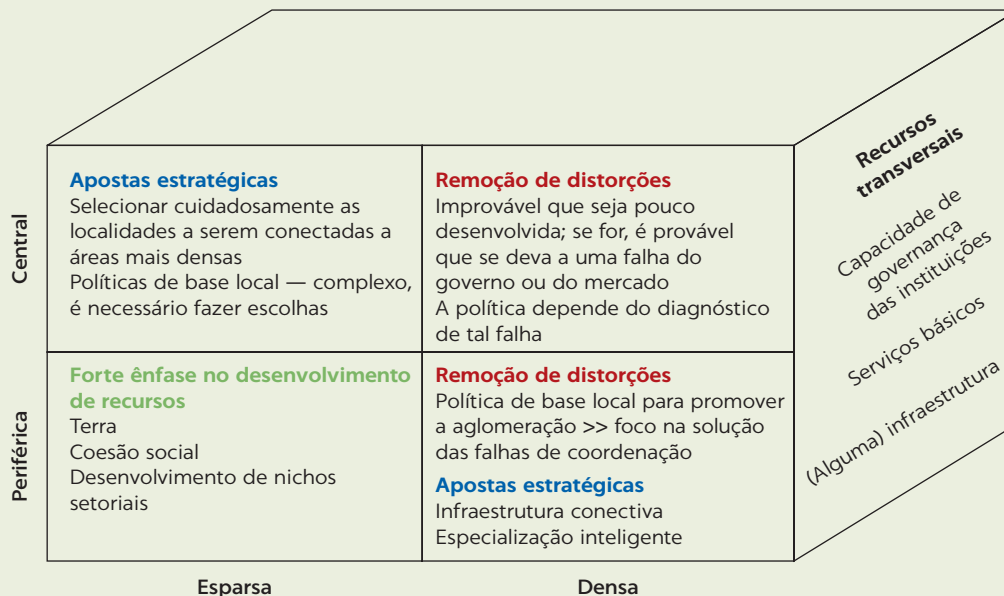 Central
Apostas estratégicas
Selecionar cuidadosamente as
localidades a serem conectadas a
áreas mais densas
Políticas de base local — complexo,
é necessário fazer escolhas
Remoção de distorções
Improvável que seja pouco
desenvolvida; se for, é provável
que se deva a uma falha do
governo ou do mercado
A política depende do diagnóstico
de tal falha
Periférica
Forte ênfase no desenvolvimento
de recursos
Terra
Coesão social
Desenvolvimento de nichos
setoriais
Remoção de distorções
Política de base local para promover
a aglomeração >> foco na solução
das falhas de coordenação
Apostas estratégicas
Infraestrutura conectiva
Especialização inteligente
Recursos
transversais
Capacidade de
governança
das instituições
Serviços básicos
(Alguma) infraestrutura
Esparsa
Densa